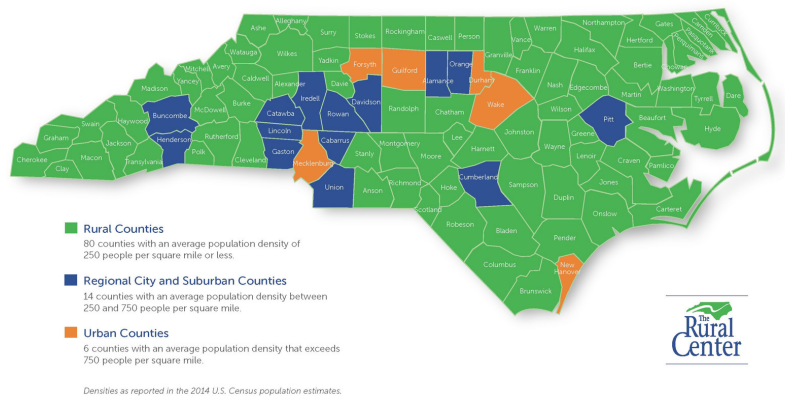 Ashe
Alleghany
Surry
Stokes
Rockingham
Caswell
Person
Granville
Vance
Warren
Northampton
Gates
Currituck
Camden
Pasquotank
Perquimans
Hertford
Halifax
Watauga
Wilkes
Yadkin
Forsyth
Guilford
Alamance
Orange
Durham
Franklin
Bertie
Mitchell
Avery
Caldwell
Alexander
Davie
Iredell
Davidson
Nash
Edgecombe
Martin
Washington
Tyrrell
Dare
Madison
Yancey
Burke
Catawba
Rowan
Randolph
Chatham
Wake
Wilson
Pitt
Beaufort
Hyde
Buncombe
McDowell
Haywood
Swain
Lincoln
Cabarrus
Johnston
Greene
Lee
Harnett
Wayne
Graham
Jackson
Henderson
Rutherford
Polk
Cleveland
Gaston
Mecklenburg
Stanly
Montgomery
Moore
Lenoir
Craven
Pamlico
Cherokee
Clay
Macon
Transylvania
Union
Anson
Richmond
Hoke
Cumberland
Sampson
Duplin
Jones
Onslow
Carteret
Scotland
Robeson
Bladen
Pender
Columbus
Brunswick
New
Hanover
Rural Counties
80 counties with an average population density of
250 people per square mile or less.
Regional City and Suburban Counties
14 counties with an average population density between
250 and 750 people per square mile.
Urban Counties
6 counties with an average population density that exceeds
750 people per square mile.
Densities as reported in the 2014 U.S. Census population estimates.
The
Rural
Center